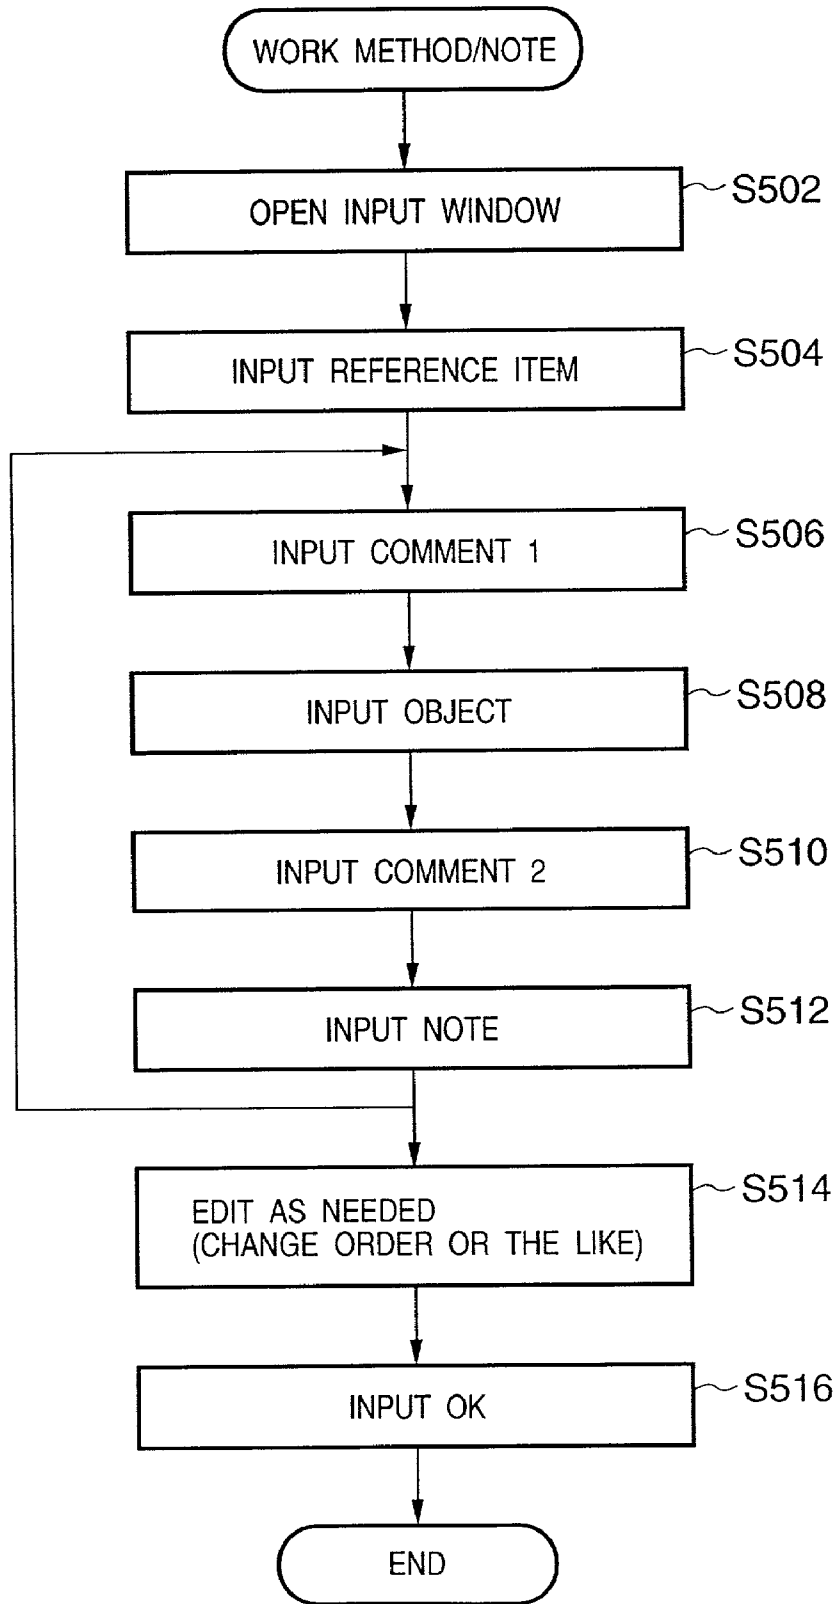 WORK METHOD/NOTE
OPEN INPUT WINDOW
S502
INPUT REFERENCE ITEM
S504
INPUT COMMENT 1
S506
INPUT OBJECT
S508
INPUT COMMENT 2
S510
INPUT NOTE
S512
EDIT AS NEEDED
(CHANGE ORDER OR THE LIKE)
S514
INPUT OK
S516
END